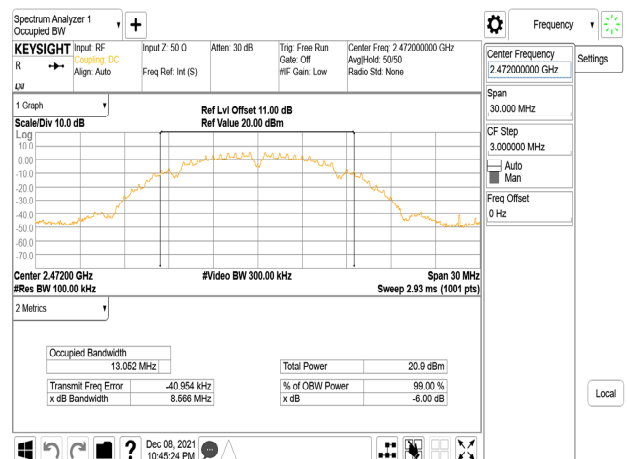 Spectrum Analyzer 1
Occupied BW
Frequency
KEYSIGHT
R
Input: RF
Coupling: DC
Align: Auto
Input Z: 50 Ω
Freq Ref: Int (S)
Atten: 30 dB
Trig: Free Run
Gate: Off
#IF Gain: Low
Center Freq: 2.472000000 GHz
Avg|Hold: 50/50
Radio Std: None
Center Frequency
2.472000000 GHz
Settings
Span
30.000 MHz
CF Step
3.000000 MHz
Auto
Man
Freq Offset
0 Hz
Local
1 Graph
Scale/Div 10.0 dB
Ref Lvl Offset 11.00 dB
Ref Value 20.00 dBm
Log
10.0
0.00
-10.0
-20.0
-30.0
-40.0
-50.0
-60.0
-70.0
Center 2.47200 GHz
#Res BW 100.00 kHz
#Video BW 300.00 kHz
Span 30 MHz
Sweep 2.93 ms (1001 pts)
2 Metrics
Occupied Bandwidth
13.052 MHz
Total Power 20.9 dBm
Transmit Freq Error -40.954 kHz
% of OBW Power 99.00 %
x dB Bandwidth 8.566 MHz
x dB -6.00 dB
?
Dec 08, 2021
10:45:24 PM